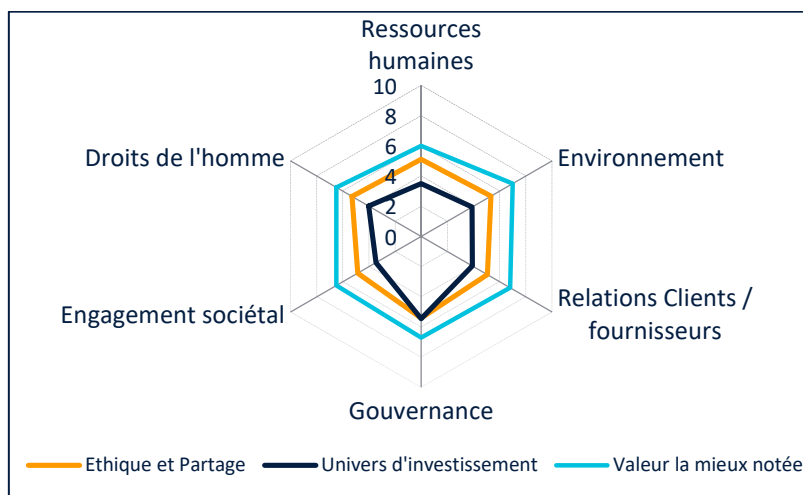 Ressources
humaines
10
8
6
4
2
0
Droits de l'homme
Environnement
Engagement sociétal
Relations Clients /
fournisseurs
Gouvernance
Ethique et Partage
Univers d'investissement
Valeur la mieux notée